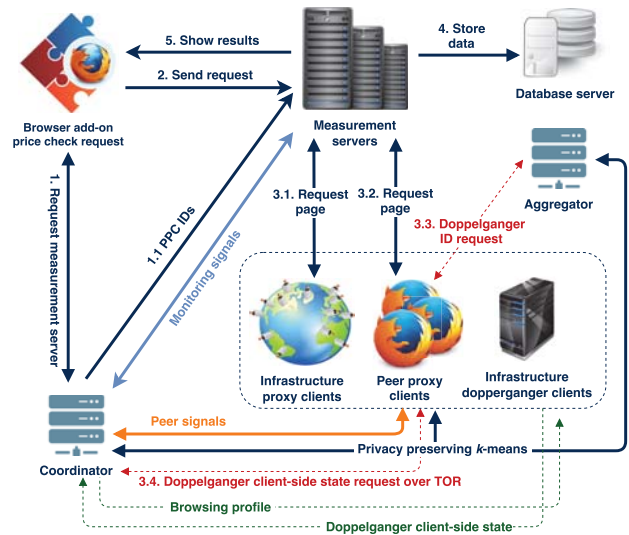 5. Show results
2. Send request
4. Store
data
Browser add-on
price check request
Measurement
servers
Database server
1. Request measurement server
1.1 PPC IDs
Monitoring signals
3.1. Request
page
3.2. Request
page
3.3. Doppelganger
ID request
Aggregator
Infrastructure
proxy clients
Peer proxy
clients
Infrastructure
dopperganger clients
Peer signals
Privacy preserving k-means
Coordinator
3.4. Doppelganger client-side state request over TOR
Browsing profile
Doppelganger client-side state